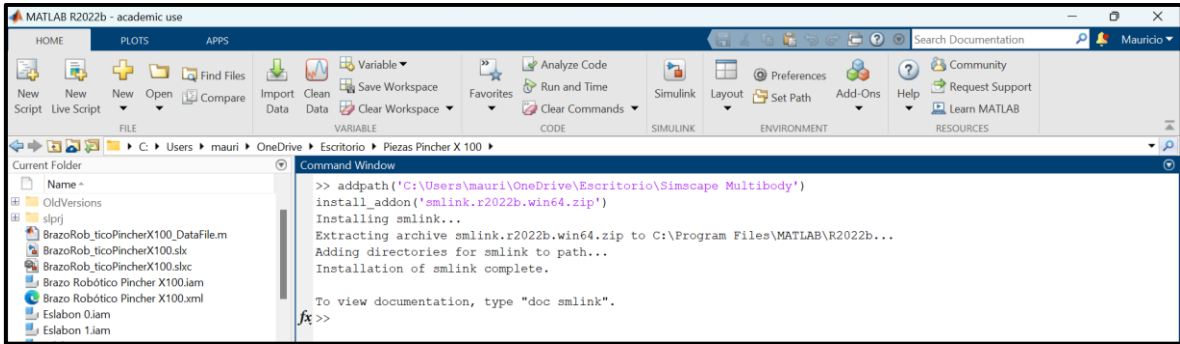 MATLAB R2022b - academic use
HOME PLOTS APPS
Search Documentation
Mauricio
New Script
New Live Script
New
Open
Find Files
Compare
FILE
Import Data
Clean Data
Variable
Save Workspace
Clear Workspace
VARIABLE
Favorites
Analyze Code
Run and Time
Clear Commands
CODE
Simulink
SIMULINK
Layout
Preferences
Set Path
Add-Ons
ENVIRONMENT
Help
Community
Request Support
Learn MATLAB
RESOURCES
C: Users mauri OneDrive Escritorio Piezas Pincher X 100
Current Folder
Name
OldVersions
slprj
BrazoRob_ticoPincherX100_DataFile.m
BrazoRob_ticoPincherX100.slx
BrazoRob_ticoPincherX100.slxc
Brazo Robótico Pincher X100.iam
Brazo Robótico Pincher X100.xml
Eslabon 0.iam
Eslabon 1.iam
Command Window
>> addpath('C:\Users\mauri\OneDrive\Escritorio\Simscape Multibody')
install_addon('smlink.r2022b.win64.zip')
Installing smlink...
Extracting archive smlink.r2022b.win64.zip to C:\Program Files\MATLAB\R2022b...
Adding directories for smlink to path...
Installation of smlink complete.
To view documentation, type "doc smlink".
fx >>